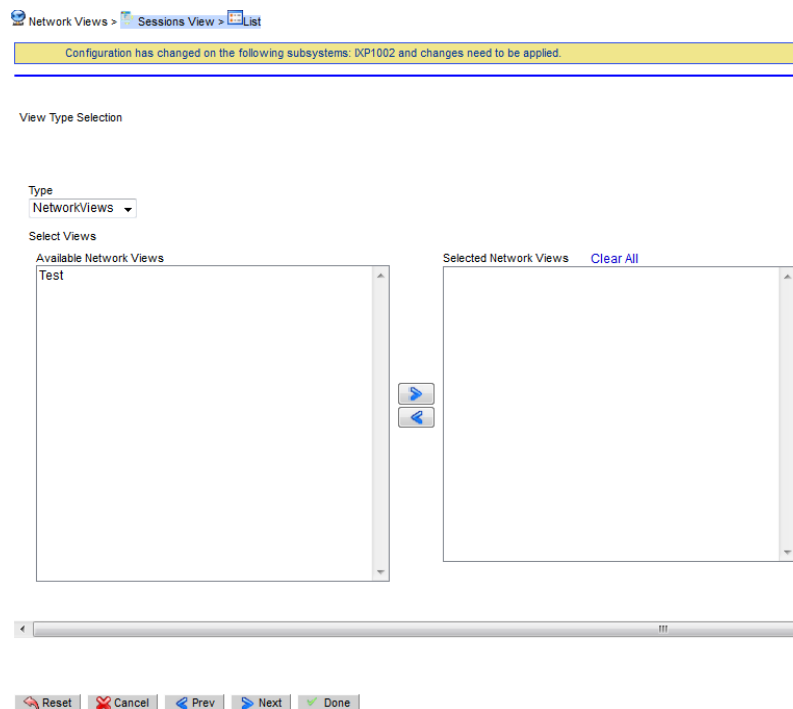 Network Views > Sessions View > List
Configuration has changed on the following subsystems: IXP1002 and changes need to be applied.
View Type Selection
Type
NetworkViews
Select Views
Available Network Views
Selected Network Views Clear All
Test
Reset Cancel Prev Next Done